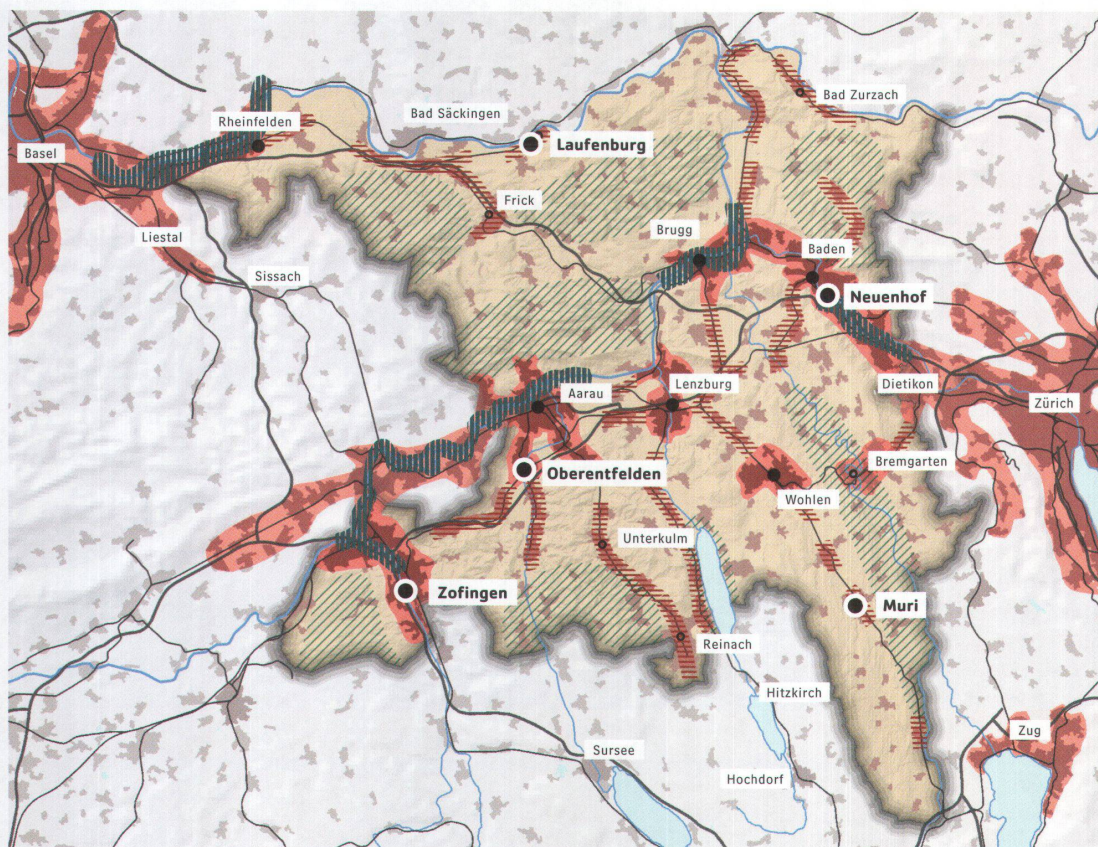 Bad Zurzach
Bad Säckingen
Rheinfelden
Laufenburg
Basel
Frick
Liestal
Brugg
Baden
Sissach
Neuenhof
Aarau
Lenzburg
Dietikon
Zürich
Oberentfelden
Bremgarten
Wohlen
Unterkulm
Zofingen
Muri
Reinach
Hitzkirch
Zug
Sursee
Hochdorf